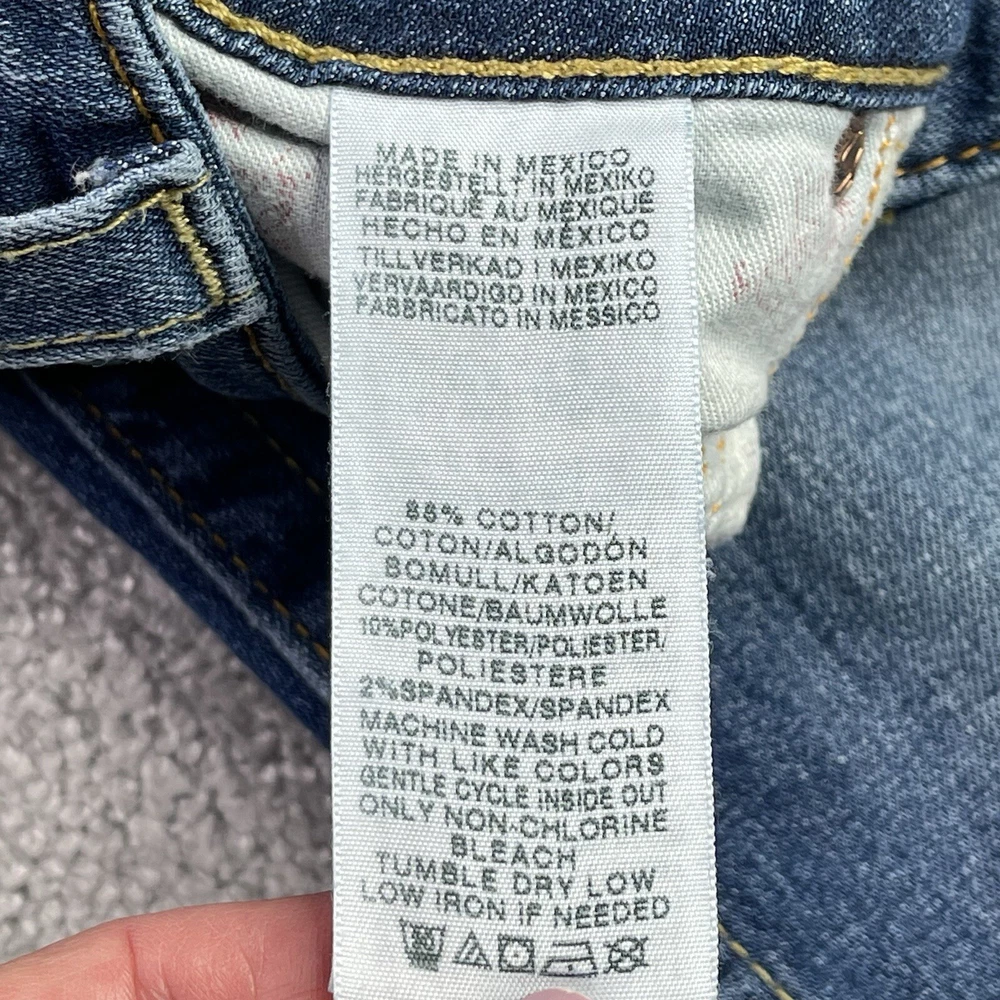 MADE IN MEXICO
HERGESTELLT IN MEXIKO
FABRIQUÉ AU MÉXIQUE
HECHO EN MÉXICO
TILLVERKAD I MEXIKO
VERVAARDIGD IN MEXICO
FABBRICATO IN MESSICO
88% COTTON/
COTON/ALGODÓN
BOMULL/KATOEN
COTONE/BAUMWOLLE
10%POLYESTER/POLIESTER/
POLIESTERE
2%SPANDEX/SPANDEX
MACHINE WASH COLD
WITH LIKE COLORS
GENTLE CYCLE INSIDE OUT
ONLY NON-CHLORINE
BLEACH
TUMBLE DRY LOW
LOW IRON IF NEEDED